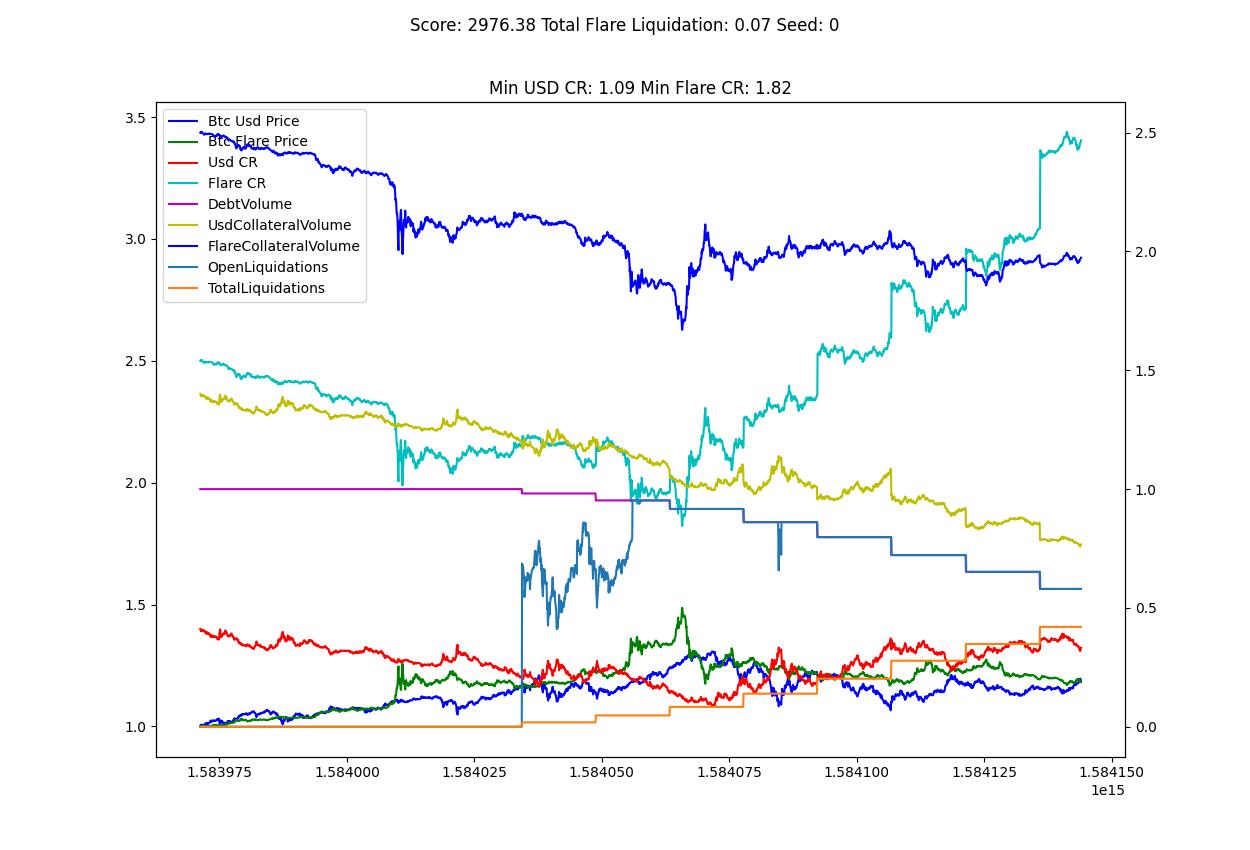 Score: 2976.38 Total Flare Liquidation: 0.07 Seed: 0
Min USD CR: 1.09 Min Flare CR: 1.82
Btc Usd Price
Btc Flare Price
Usd CR
Flare CR
DebtVolume
UsdCollateralVolume
FlareCollateralVolume
OpenLiquidations
TotalLiquidations
3.5
3.0
2.5
2.0
1.5
1.0
2.5
2.0
1.5
1.0
0.5
0.0
1.583975 1.584000 1.584025 1.584050 1.584075 1.584100 1.584125 1.584150
1e15